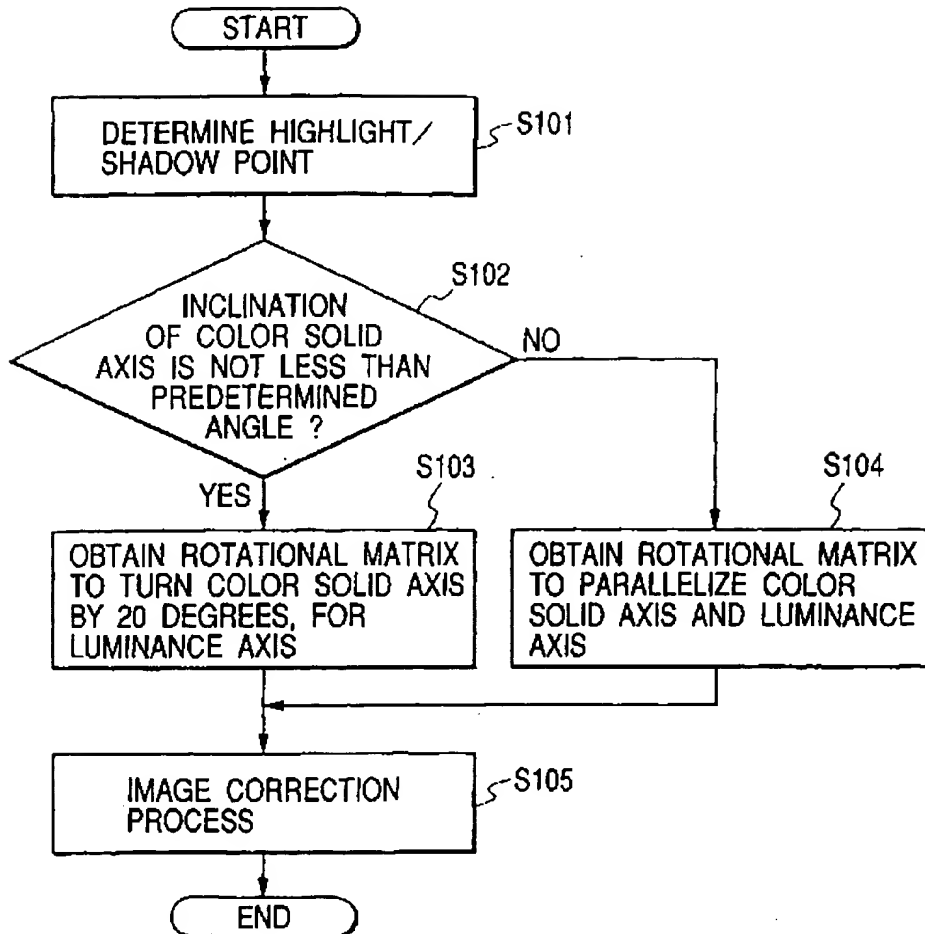 START
DETERMINE HIGHLIGHT/
SHADOW POINT
S101
S102
INCLINATION
OF COLOR SOLID
AXIS IS NOT LESS THAN
PREDETERMINED
ANGLE ?
NO
YES
S103
OBTAIN ROTATIONAL MATRIX
TO TURN COLOR SOLID AXIS
BY 20 DEGREES, FOR
LUMINANCE AXIS
S104
OBTAIN ROTATIONAL MATRIX
TO PARALLELIZE COLOR
SOLID AXIS AND LUMINANCE
AXIS
IMAGE CORRECTION
PROCESS
S105
END